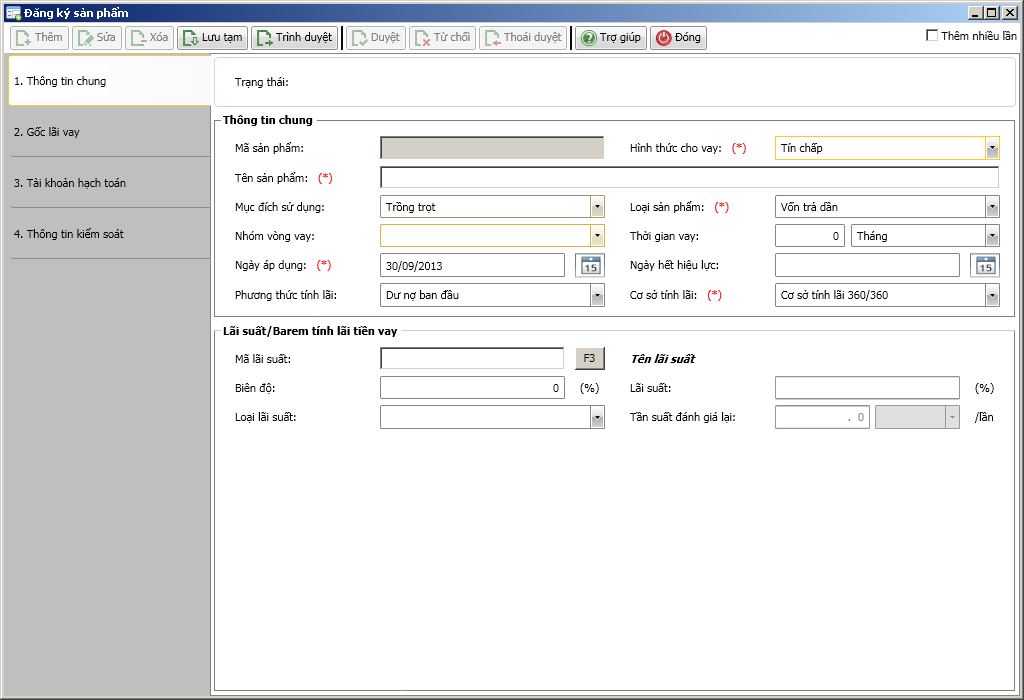 Đăng ký sản phẩm
Thêm Sửa Xóa Lưu tạm Trình duyệt Duyệt Từ chối Thoái duyệt Trợ giúp Đóng Thêm nhiều lần
1. Thông tin chung
2. Gốc lãi vay
3. Tài khoản hạch toán
4. Thông tin kiểm soát
Trạng thái:
Thông tin chung
Mã sản phẩm: Hình thức cho vay: (*) Tín chấp
Tên sản phẩm: (*)
Mục đích sử dụng: Trồng trọt Loại sản phẩm: (*) Vốn trả dần
Nhóm vòng vay: Thời gian vay: 0 Tháng
Ngày áp dụng: (*) 30/09/2013 15 Ngày hết hiệu lực: 15
Phương thức tính lãi: Dư nợ ban đầu Cơ sở tính lãi: (*) Cơ sở tính lãi 360/360
Lãi suất/Barem tính lãi tiền vay
Mã lãi suất: F3 Tên lãi suất
Biên độ: 0 (%) Lãi suất: (%)
Loại lãi suất: Tần suất đánh giá lại: . 0 /lần